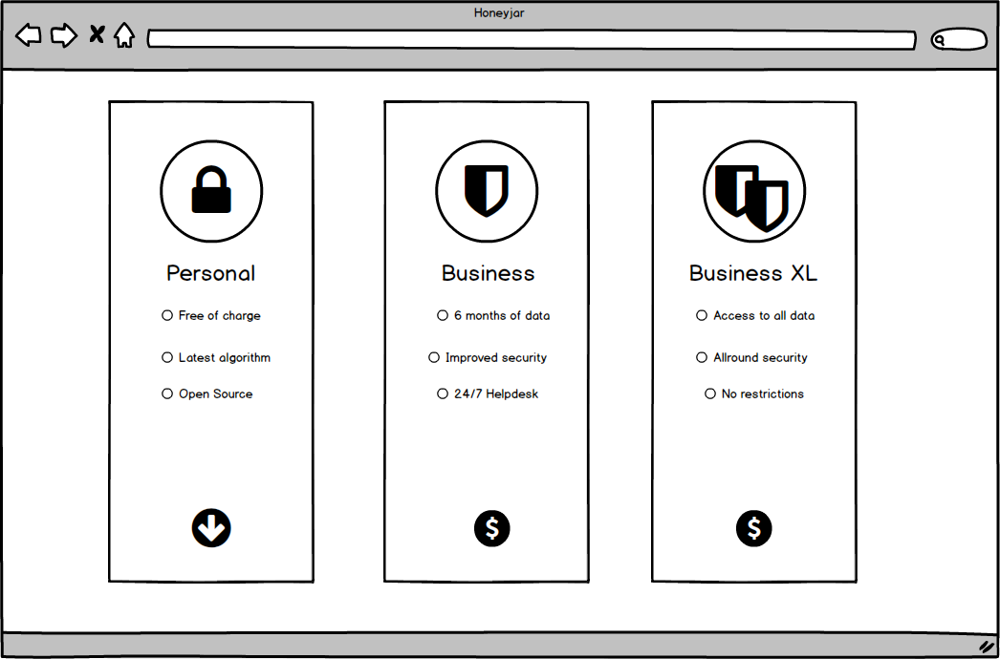 Honeyjar
Personal
Free of charge
Latest algorithm
Open Source
Business
6 months of data
Improved security
24/7 Helpdesk
Business XL
Access to all data
Allround security
No restrictions
$
$